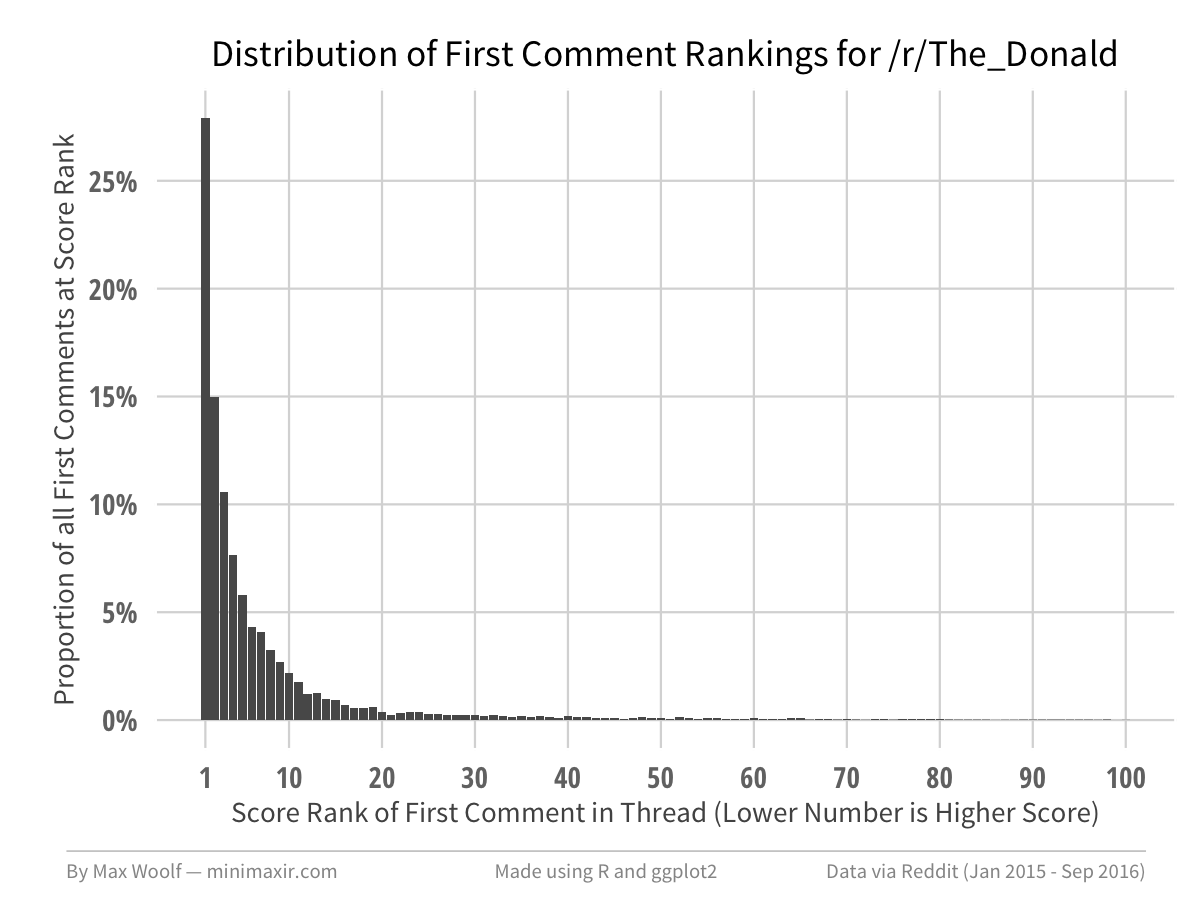 Distribution of First Comment Rankings for /r/The_Donald
Proportion of all First Comments at Score Rank
25%
20%
15%
10%
5%
0%
1 10 20 30 40 50 60 70 80 90 100
Score Rank of First Comment in Thread (Lower Number is Higher Score)
By Max Woolf — minimaxir.com Made using R and ggplot2 Data via Reddit (Jan 2015 - Sep 2016)